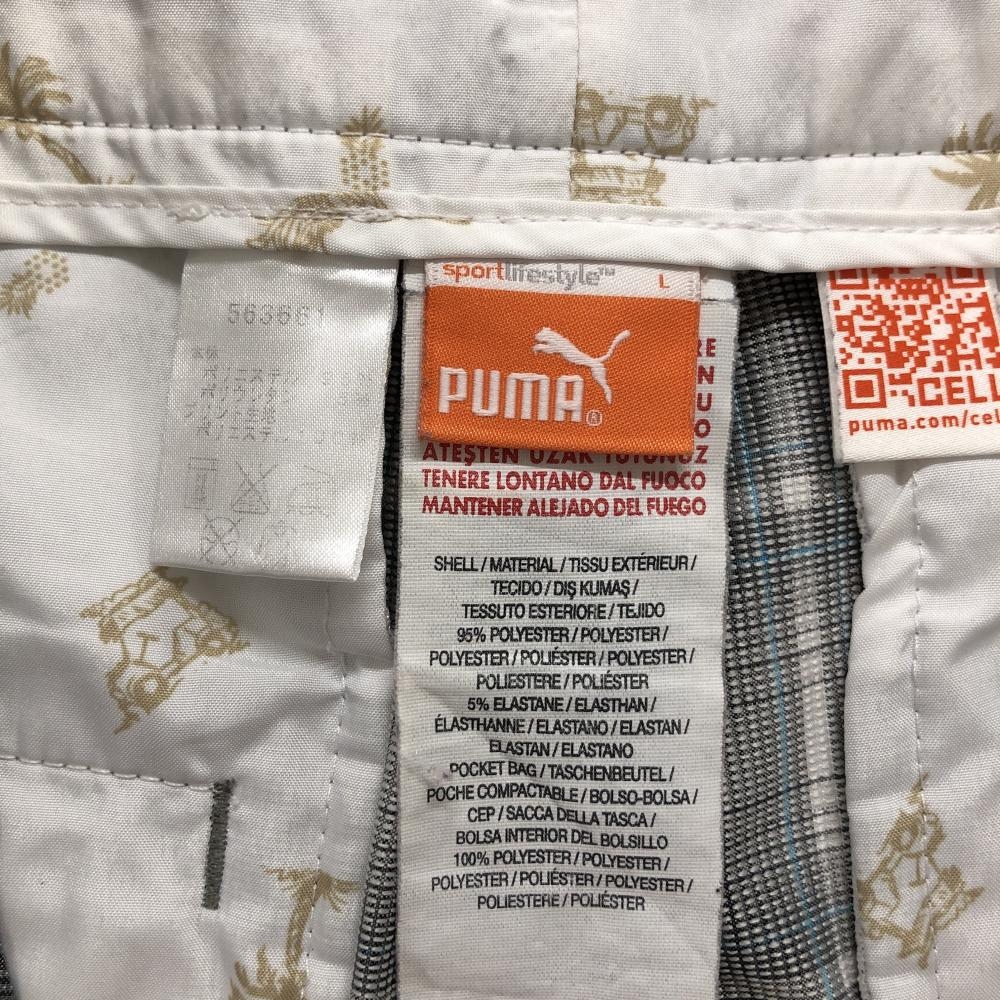 563661
sportlifestyle™ L
PUMA®
RE
N
U
O
ATEŞTEN UZAK TUTUNUZ
TENERE LONTANO DAL FUOCO
MANTENER ALEJADO DEL FUEGO
SHELL / MATERIAL / TISSU EXTÉRIEUR /
TECIDO / DIŞ KUMAŞ /
TESSUTO ESTERIORE / TEJIDO
95% POLYESTER / POLYESTER /
POLYESTER / POLIÉSTER / POLYESTER /
POLIESTERE / POLIÉSTER
5% ELASTANE / ELASTHAN /
ÉLASTHANNE / ELASTANO / ELASTAN /
ELASTAN / ELASTANO
POCKET BAG / TASCHENBEUTEL /
POCHE COMPACTABLE / BOLSO-BOLSA /
CEP / SACCA DELLA TASCA /
BOLSA INTERIOR DEL BOLSILLO
100% POLYESTER / POLYESTER /
POLYESTER / POLIÉSTER / POLYESTER /
POLIESTERE / POLIÉSTER
CELL
puma.com/cel